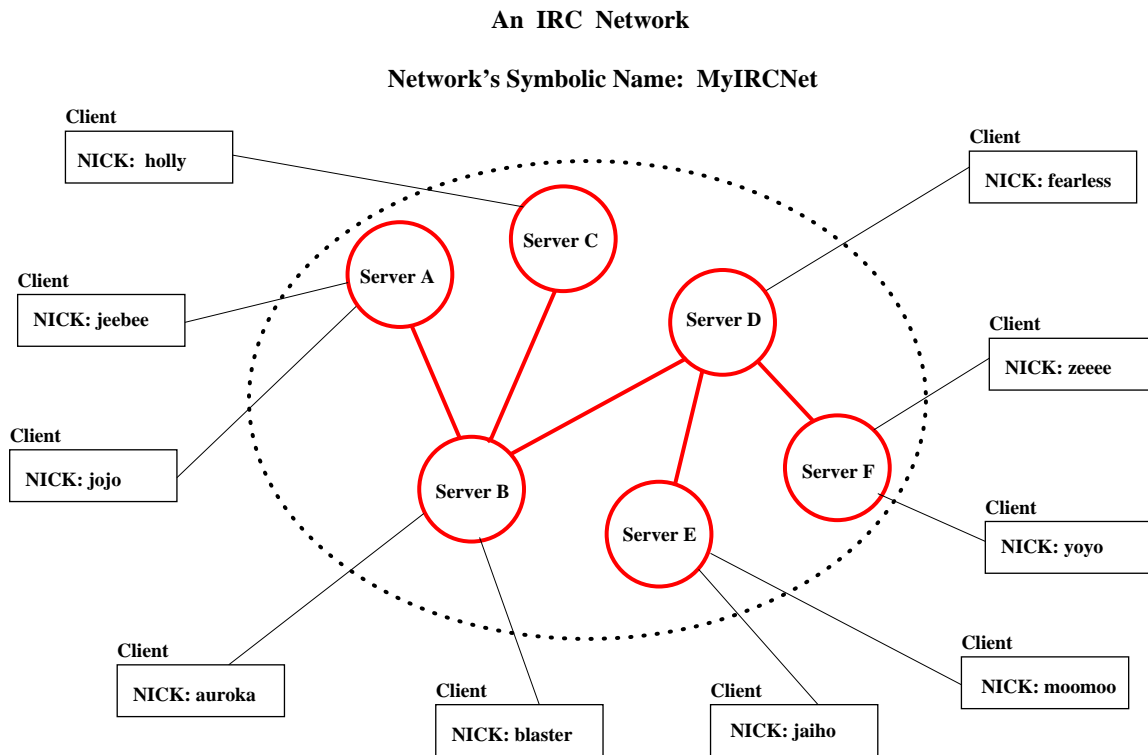 An IRC Network
Network's Symbolic Name: MyIRCNet
Client
NICK: holly
Client
NICK: fearless
Server C
Server A
Client
NICK: jeebee
Server D
Client
NICK: zeeee
Client
NICK: jojo
Server B
Server F
Server E
Client
NICK: yoyo
Client
NICK: auroka
Client
NICK: moomoo
Client
NICK: blaster
Client
NICK: jaiho